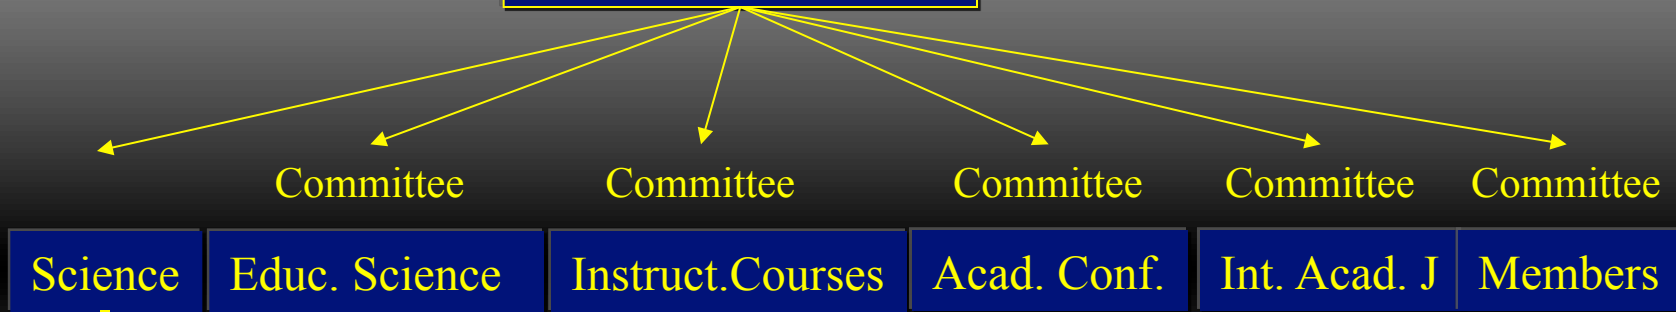 Committee Committee Committee Committee Committee
Science Educ. Science Instruct.Courses Acad. Conf. Int. Acad. J Members